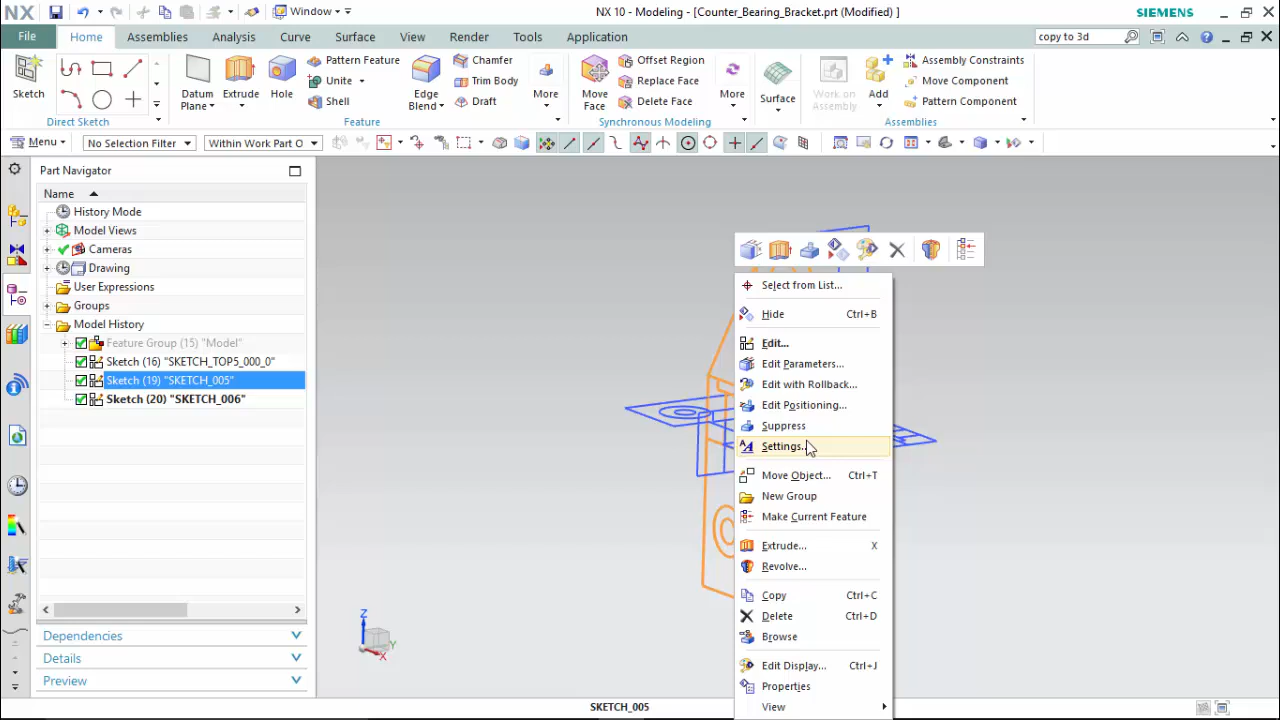 NX
Window
NX 10 - Modeling - [Counter_Bearing_Bracket.prt (Modified) ]
SIEMENS
File
Home
Assemblies
Analysis
Curve
Surface
View
Render
Tools
Application
copy to 3d
Sketch
Direct Sketch
Datum Plane
Extrude
Hole
Pattern Feature
Unite
Shell
Edge Blend
Chamfer
Trim Body
Draft
More
Feature
Move Face
Offset Region
Replace Face
Delete Face
More
Synchronous Modeling
Surface
Work on Assembly
Add
Assembly Constraints
Move Component
Pattern Component
Assemblies
Menu
No Selection Filter
Within Work Part O
Part Navigator
Name
History Mode
Model Views
Cameras
Drawing
User Expressions
Groups
Model History
Feature Group (15) "Model"
Sketch (16) "SKETCH_TOP5_000_0"
Sketch (19) "SKETCH_005"
Sketch (20) "SKETCH_006"
Dependencies
Details
Preview
Select from List...
Hide Ctrl+B
Edit...
Edit Parameters...
Edit with Rollback...
Edit Positioning...
Suppress
Settings...
Move Object... Ctrl+T
New Group
Make Current Feature
Extrude... X
Revolve...
Copy Ctrl+C
Delete Ctrl+D
Browse
Edit Display... Ctrl+J
Properties
View
Z
Y
X
SKETCH_005